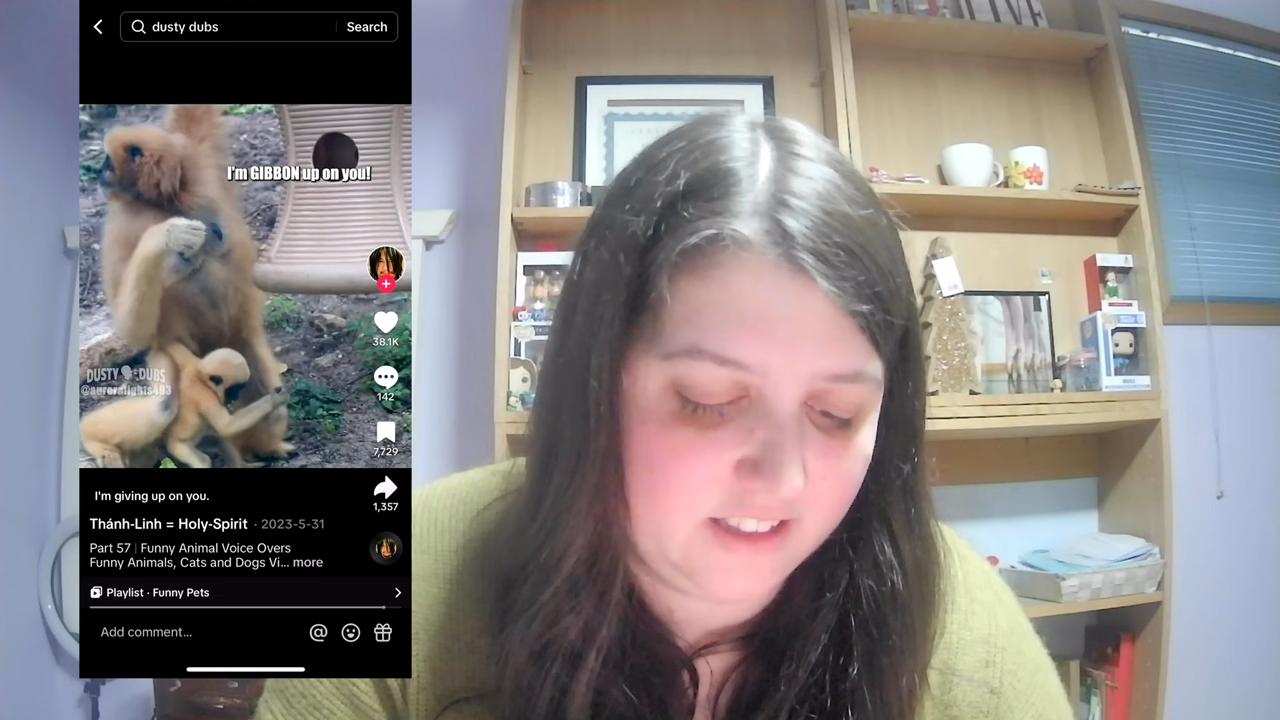 dusty dubs
Search
I'm GIBBON up on you!
38.1K
142
DUSTY DUBS
@auroralights493
7,729
I'm giving up on you.
1,357
Thánh-Linh = Holy-Spirit · 2023-5-31
Part 57 | Funny Animal Voice Overs
Funny Animals, Cats and Dogs Vi... more
Playlist · Funny Pets
Add comment...
LIVE